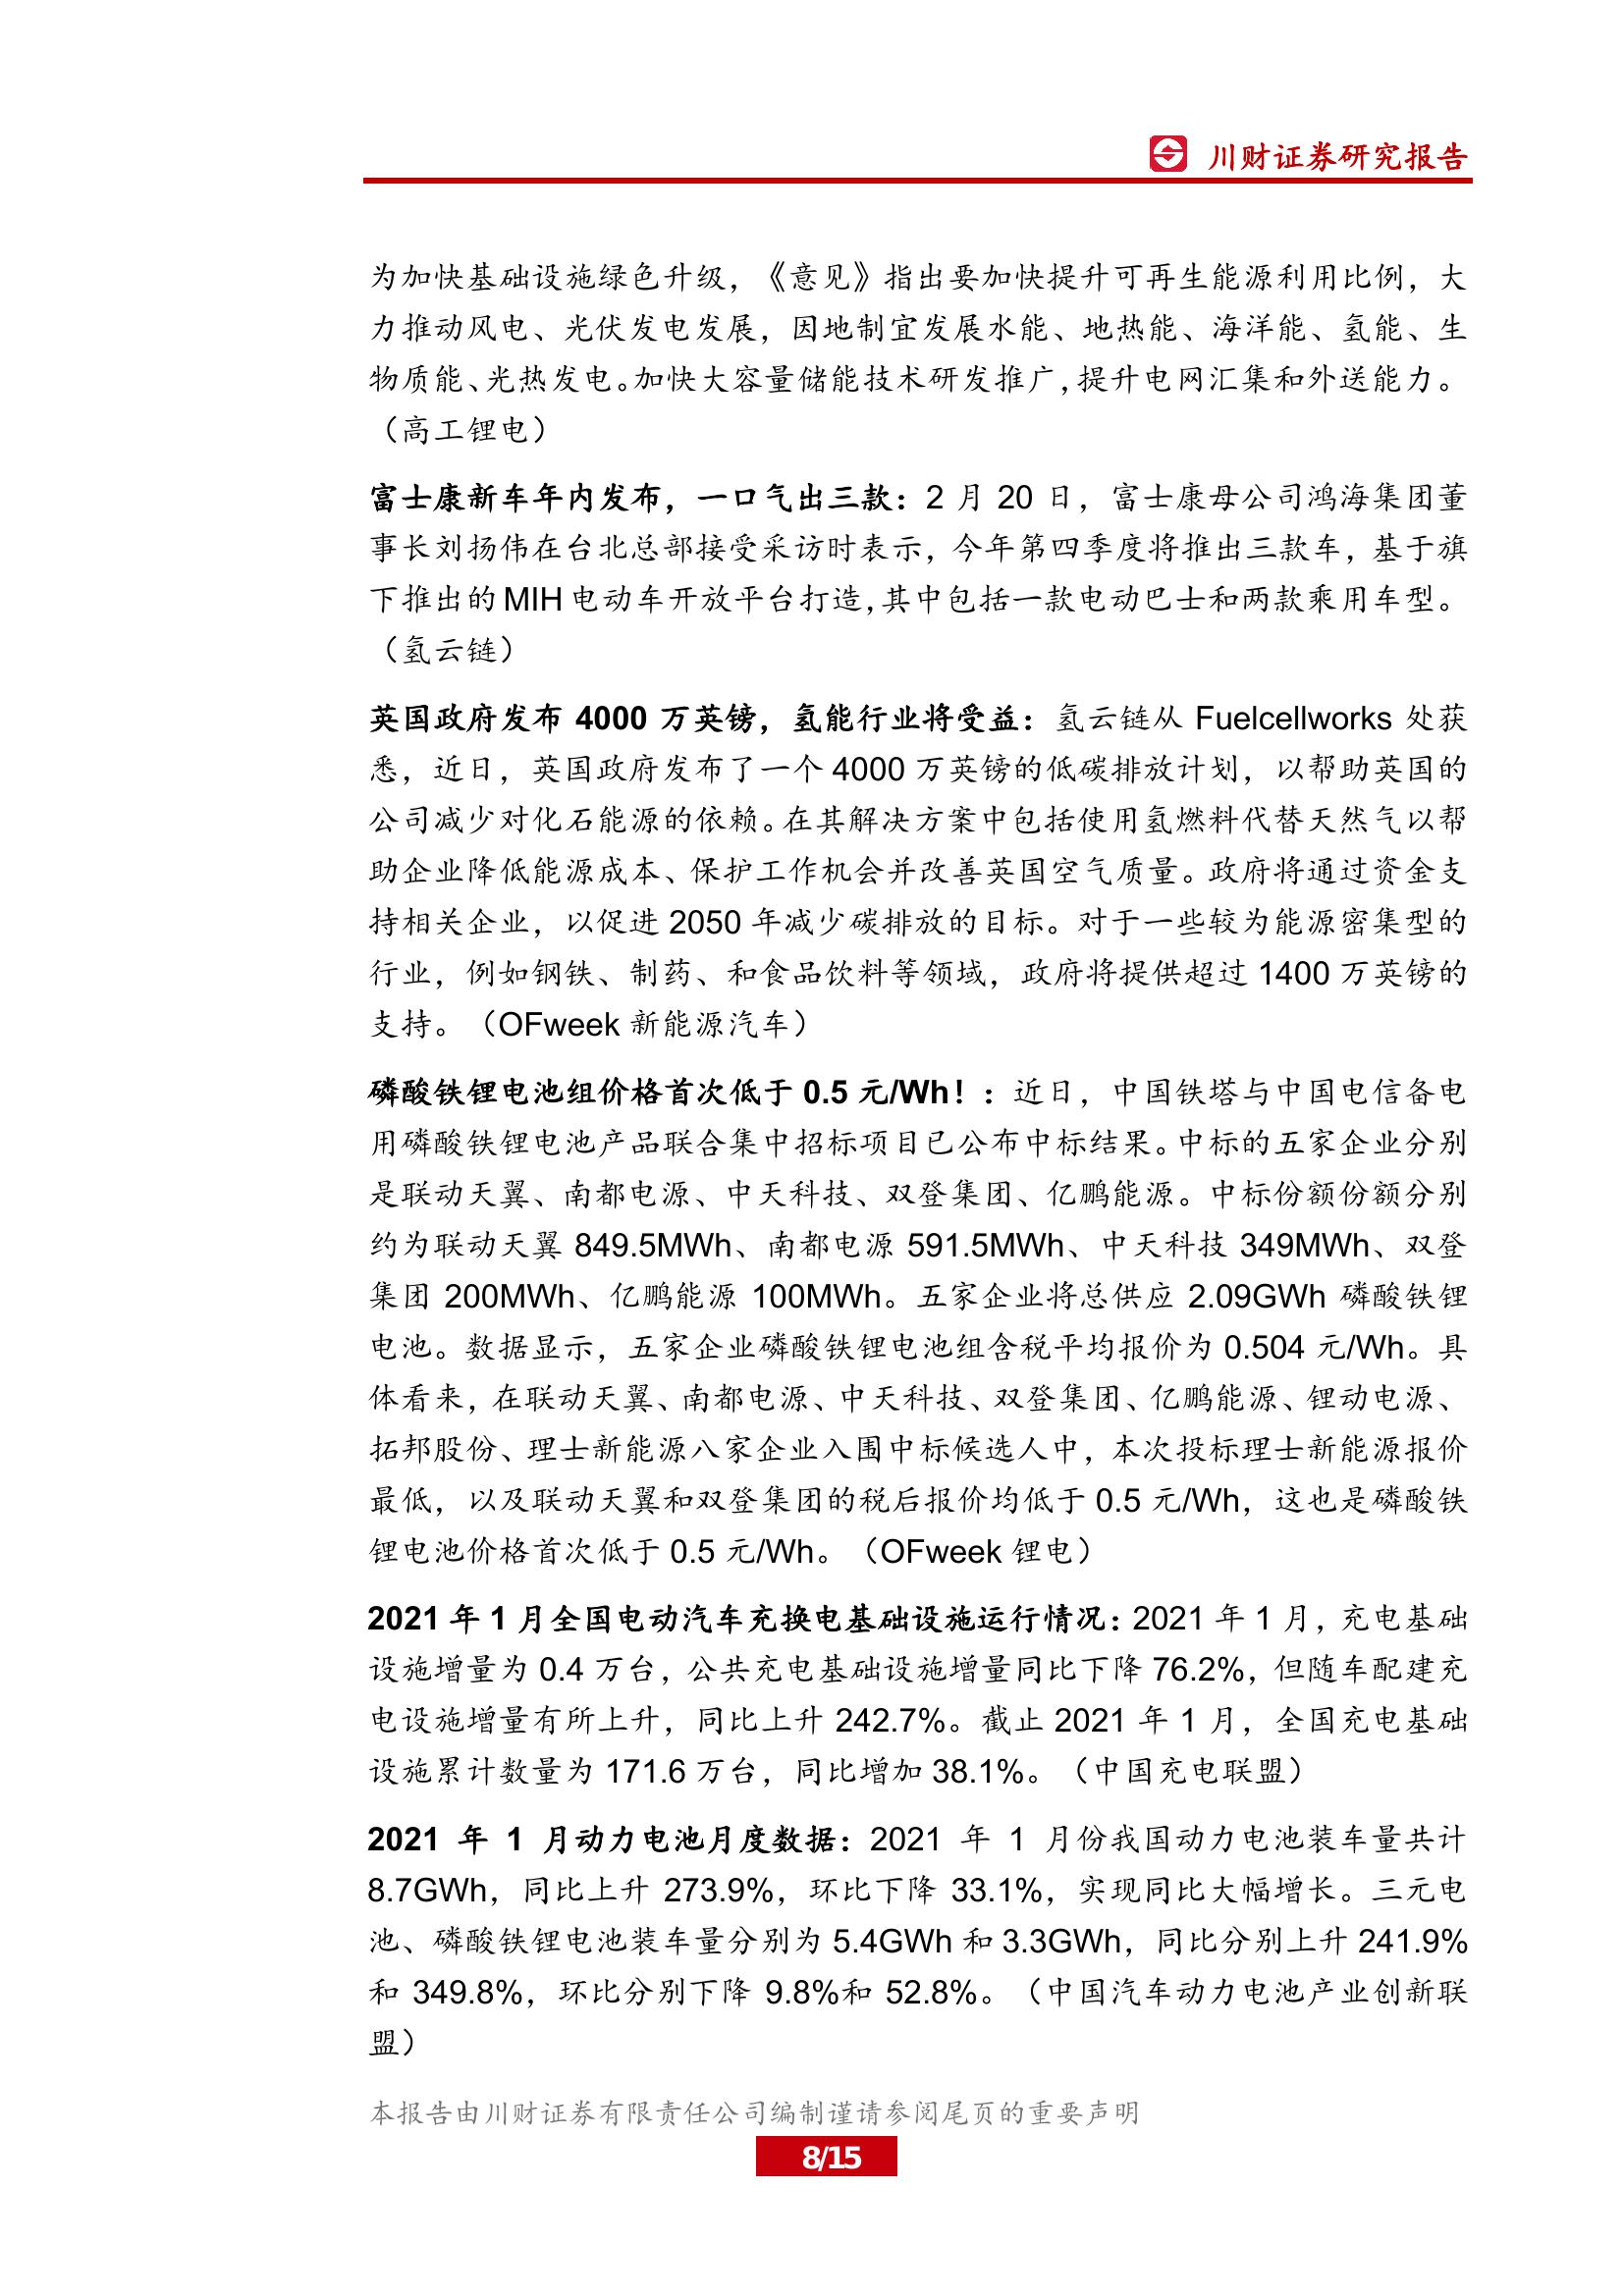 川财证券研究报告
为加快基础设施绿色升级，《意见》指出要加快提升可再生能源利用比例，大
力推动风电、光伏发电发展，因地制宜发展水能、地热能、海洋能、氢能、生
物质能、光热发电。加快大容量储能技术研发推广，提升电网汇集和外送能力。
（高工锂电）
富士康新车年内发布，一口气出三款：2 月 20 日，富士康母公司鸿海集团董
事长刘扬伟在台北总部接受采访时表示，今年第四季度将推出三款车，基于旗
下推出的 MIH 电动车开放平台打造，其中包括一款电动巴士和两款乘用车型。
（氢云链）
英国政府发布 4000 万英镑，氢能行业将受益：氢云链从 Fuelcellworks 处获
悉，近日，英国政府发布了一个 4000 万英镑的低碳排放计划，以帮助英国的
公司减少对化石能源的依赖。在其解决方案中包括使用氢燃料代替天然气以帮
助企业降低能源成本、保护工作机会并改善英国空气质量。政府将通过资金支
持相关企业，以促进 2050 年减少碳排放的目标。对于一些较为能源密集型的
行业，例如钢铁、制药、和食品饮料等领域，政府将提供超过 1400 万英镑的
支持。（OFweek 新能源汽车）
磷酸铁锂电池组价格首次低于 0.5 元/Wh！：近日，中国铁塔与中国电信备电
用磷酸铁锂电池产品联合集中招标项目已公布中标结果。中标的五家企业分别
是联动天翼、南都电源、中天科技、双登集团、亿鹏能源。中标份额份额分别
约为联动天翼 849.5MWh、南都电源 591.5MWh、中天科技 349MWh、双登
集团 200MWh、亿鹏能源 100MWh。五家企业将总供应 2.09GWh 磷酸铁锂
电池。数据显示，五家企业磷酸铁锂电池组含税平均报价为 0.504 元/Wh。具
体看来，在联动天翼、南都电源、中天科技、双登集团、亿鹏能源、锂动电源、
拓邦股份、理士新能源八家企业入围中标候选人中，本次投标理士新能源报价
最低，以及联动天翼和双登集团的税后报价均低于 0.5 元/Wh，这也是磷酸铁
锂电池价格首次低于 0.5 元/Wh。（OFweek 锂电）
2021 年 1 月全国电动汽车充换电基础设施运行情况：2021 年 1 月，充电基础
设施增量为 0.4 万台，公共充电基础设施增量同比下降 76.2%，但随车配建充
电设施增量有所上升，同比上升 242.7%。截止 2021 年 1 月，全国充电基础
设施累计数量为 171.6 万台，同比增加 38.1%。（中国充电联盟）
2021 年 1 月动力电池月度数据：2021 年 1 月份我国动力电池装车量共计
8.7GWh，同比上升 273.9%，环比下降 33.1%，实现同比大幅增长。三元电
池、磷酸铁锂电池装车量分别为 5.4GWh 和 3.3GWh，同比分别上升 241.9%
和 349.8%，环比分别下降 9.8%和 52.8%。（中国汽车动力电池产业创新联
盟）
本报告由川财证券有限责任公司编制谨请参阅尾页的重要声明
8/15